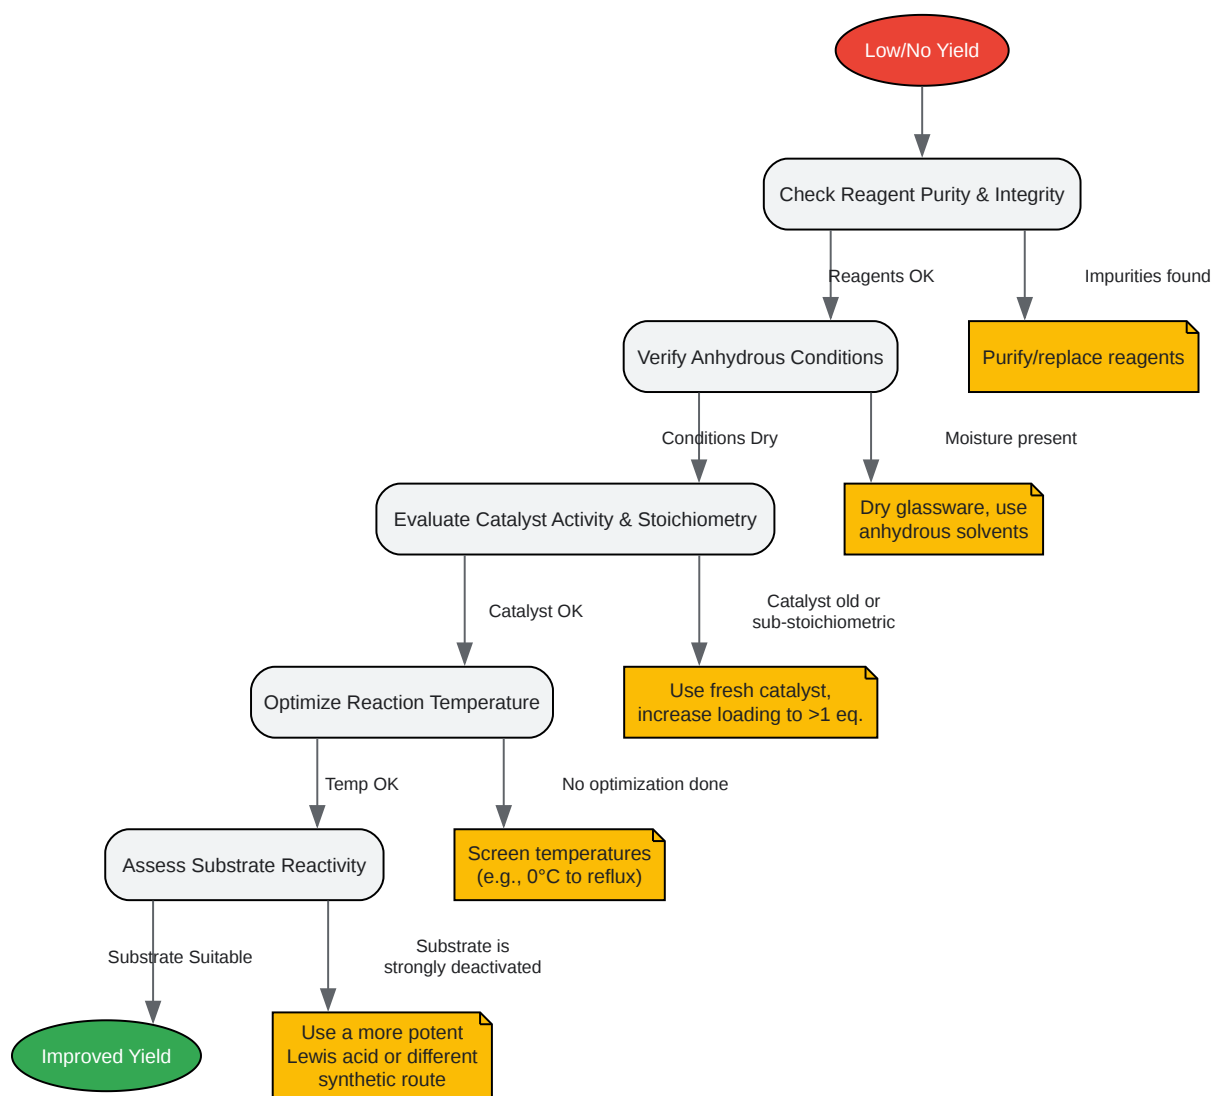 Low/No Yield
Check Reagent Purity & Integrity
Reagents OK
Impurities found
Verify Anhydrous Conditions
Purify/replace reagents
Conditions Dry
Moisture present
Evaluate Catalyst Activity & Stoichiometry
Dry glassware, use
anhydrous solvents
Catalyst OK
Catalyst old or
sub-stoichiometric
Optimize Reaction Temperature
Use fresh catalyst,
increase loading to >1 eq.
Temp OK
No optimization done
Assess Substrate Reactivity
Screen temperatures
(e.g., 0°C to reflux)
Substrate Suitable
Substrate is
strongly deactivated
Improved Yield
Use a more potent
Lewis acid or different
synthetic route